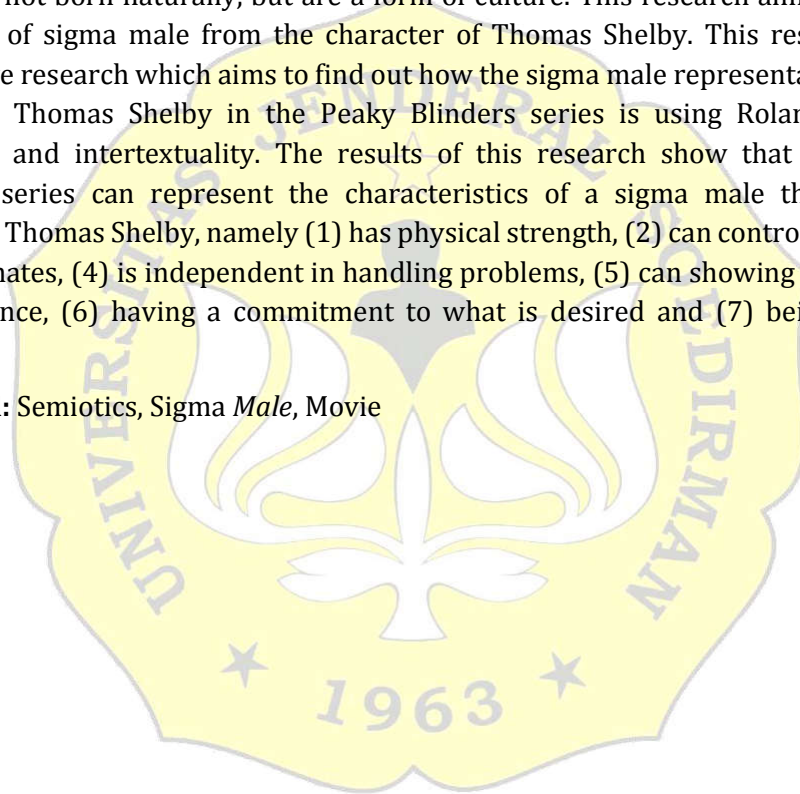 not born naturally, but are a form of culture. This research aim
of sigma male from the character of Thomas Shelby. This res
e research which aims to find out how the sigma male representa
Thomas Shelby in the Peaky Blinders series is using Rolan
and intertextuality. The results of this research show that
series can represent the characteristics of a sigma male th
Thomas Shelby, namely (1) has physical strength, (2) can contro
nates, (4) is independent in handling problems, (5) can showing
nce, (6) having a commitment to what is desired and (7) bei
: Semiotics, Sigma Male, Movie
UNIVERSITAS JENDERAL SOEDIRMAN
1963